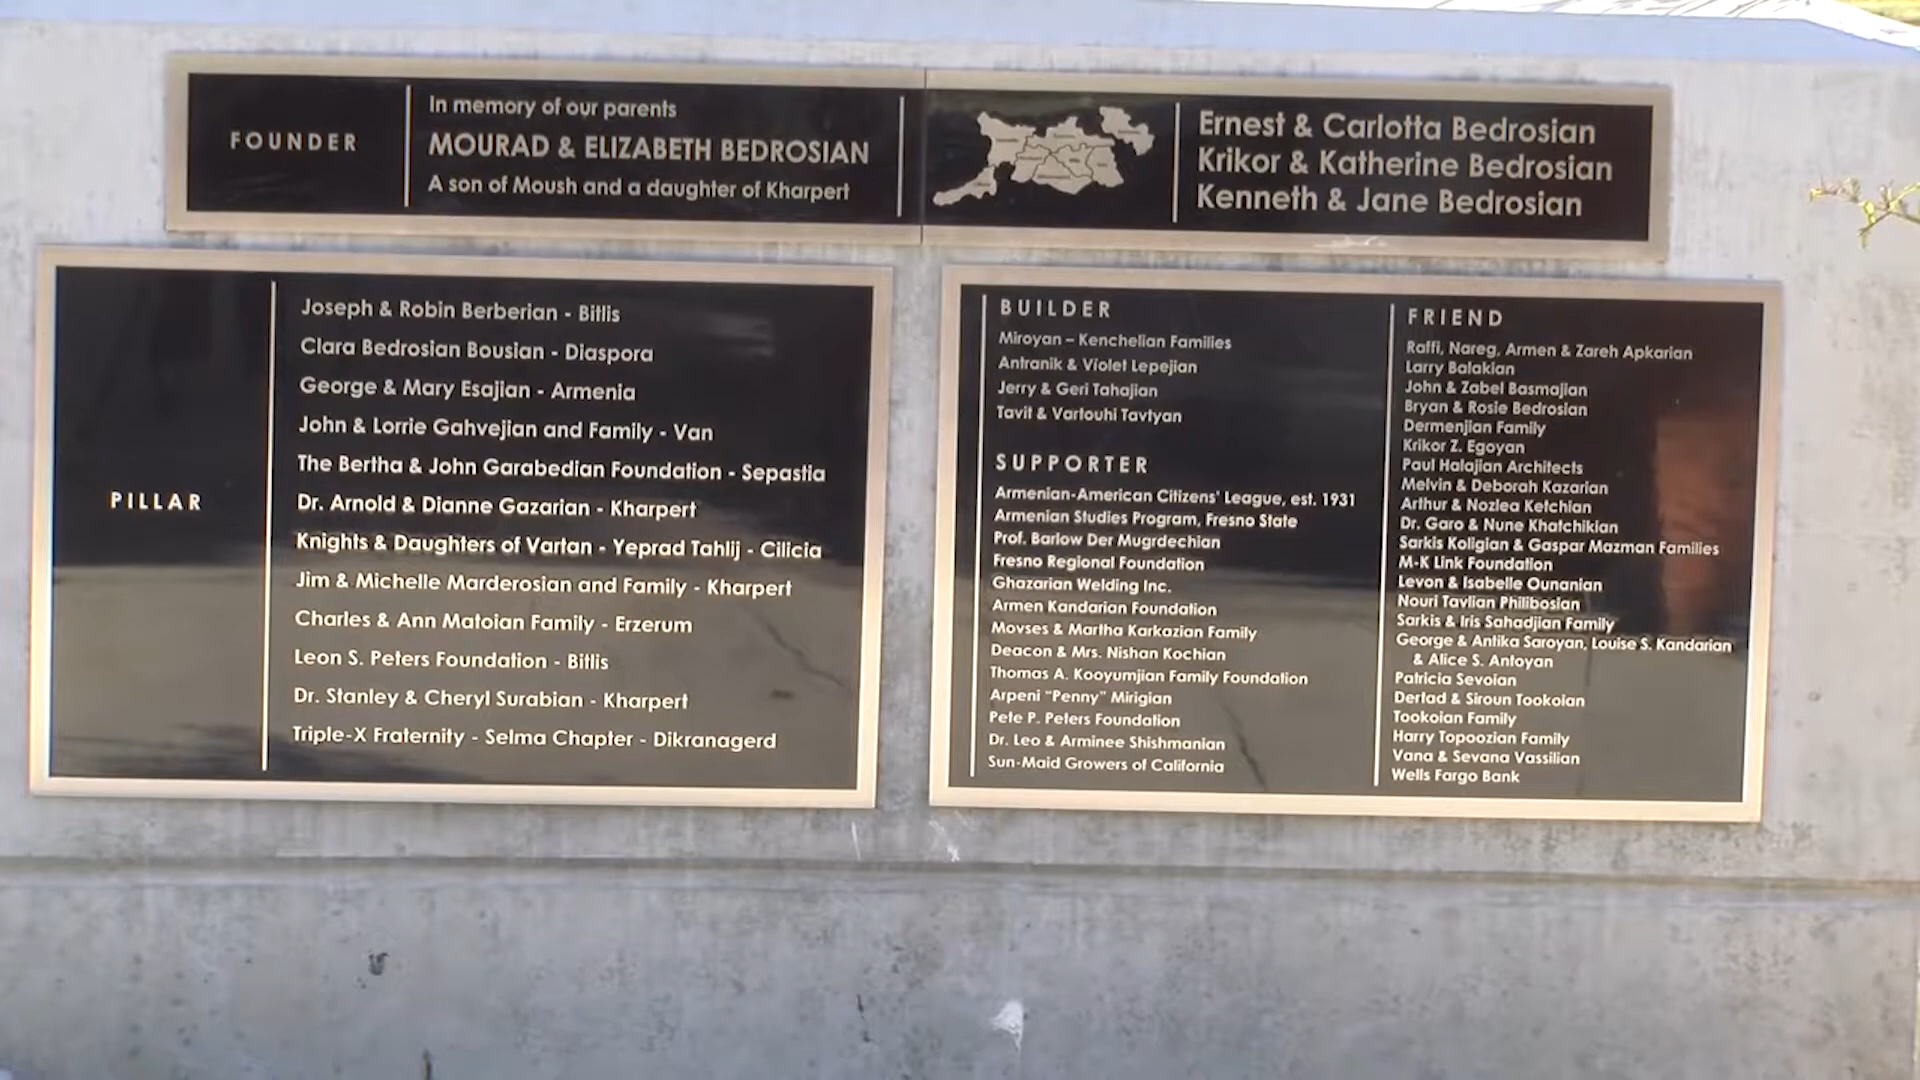 FOUNDER
In memory of our parents
MOURAD & ELIZABETH BEDROSIAN
A son of Moush and a daughter of Kharpert
Ernest & Carlotta Bedrosian
Krikor & Katherine Bedrosian
Kenneth & Jane Bedrosian
PILLAR
Joseph & Robin Berberian - Bitlis
Clara Bedrosian Bousian - Diaspora
George & Mary Esajian - Armenia
John & Lorrie Gahvejian and Family - Van
The Bertha & John Garabedian Foundation - Sepastia
Dr. Arnold & Dianne Gazarian - Kharpert
Knights & Daughters of Vartan - Yeprad Tahlij - Cilicia
Jim & Michelle Marderosian and Family - Kharpert
Charles & Ann Matoian Family - Erzerum
Leon S. Peters Foundation - Bitlis
Dr. Stanley & Cheryl Surabian - Kharpert
Triple-X Fraternity - Selma Chapter - Dikranagerd
BUILDER
Miroyan – Kenchelian Families
Antranik & Violet Lepejian
Jerry & Geri Tahajian
Tavit & Vartouhi Tavtyan
SUPPORTER
Armenian-American Citizens' League, est. 1931
Armenian Studies Program, Fresno State
Prof. Barlow Der Mugrdechian
Fresno Regional Foundation
Ghazarian Welding Inc.
Armen Kandarian Foundation
Movses & Martha Karkazian Family
Deacon & Mrs. Nishan Kochian
Thomas A. Kooyumjian Family Foundation
Arpeni "Penny" Mirigian
Pete P. Peters Foundation
Dr. Leo & Arminee Shishmanian
Sun-Maid Growers of California
FRIEND
Raffi, Nareg, Armen & Zareh Apkarian
Larry Balakian
John & Zabel Basmajian
Bryan & Rosie Bedrosian
Dermenjian Family
Krikor Z. Egoyan
Paul Halajian Architects
Melvin & Deborah Kazarian
Arthur & Nozlea Ketchian
Dr. Garo & Nune Khatchikian
Sarkis Koligian & Gaspar Mazman Families
M-K Link Foundation
Levon & Isabelle Ounanian
Nouri Tavlian Philibosian
Sarkis & Iris Sahadjian Family
George & Antika Saroyan, Louise S. Kandarian
& Alice S. Antoyan
Patricia Sevoian
Dertad & Siroun Tookoian
Tookoian Family
Harry Topoozian Family
Vana & Sevana Vassilian
Wells Fargo Bank